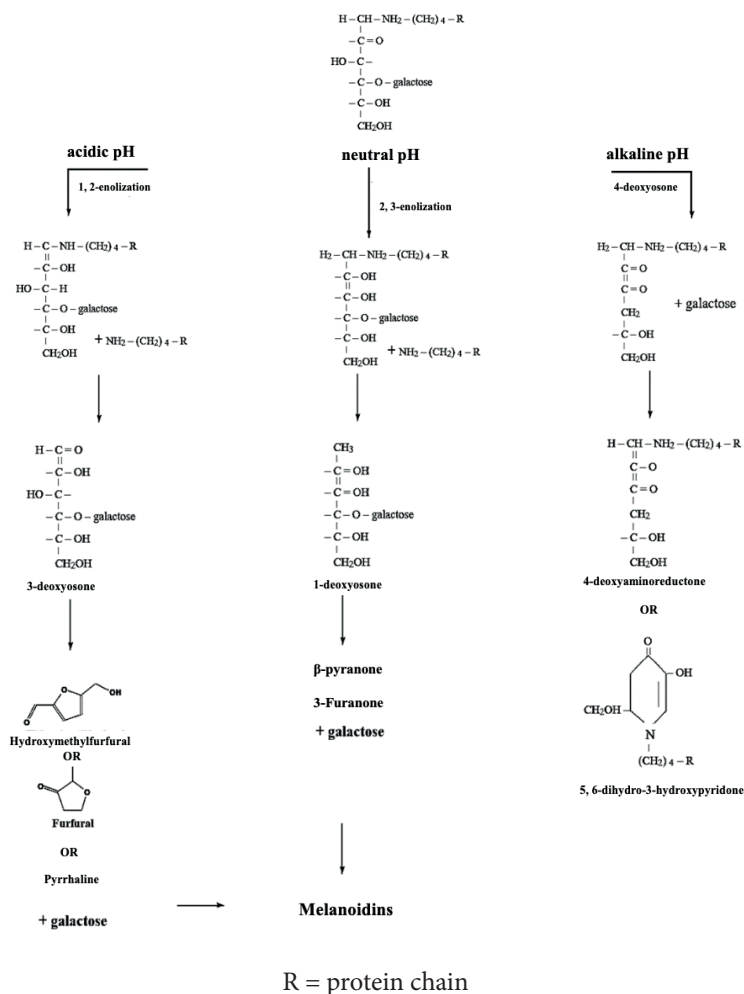 H–CH–NH2–(CH2)4–R
–C=O
HO–C–
–C–O–galactose
–C–OH
CH2OH
acidic pH
1, 2-enolization
H–C–NH–(CH2)4–R
–C–OH
HO–C–H
–C–O–galactose
–C–OH
CH2OH
+ NH2–(CH2)4–R
H–C=O
–C–OH
HO–C–
–C–O–galactose
–C–OH
CH2OH
3-deoxyosone
O
OH
O
Hydroxymethylfurfural
OR
O
O
Furfural
OR
Pyrrhaline
+ galactose
neutral pH
2, 3-enolization
H2–CH–NH2–(CH2)4–R
–C–OH
–C–OH
–C–O–galactose
–C–OH
CH2OH
+ NH2–(CH2)4–R
CH3
–C=OH
–C=OH
–C–O–galactose
–C–OH
CH2OH
1-deoxyosone
β-pyranone
3-Furanone
+ galactose
Melanoidins
alkaline pH
4-deoxyosone
H2–CH–NH2–(CH2)4–R
C=O
C=O
CH2
–C–OH
CH2OH
+ galactose
H–CH–NH2–(CH2)4–R
C–O
C=O
CH2
–C–OH
CH2OH
4-deoxyaminoreductone
OR
O
OH
CH2OH
N
(CH2)4–R
5, 6-dihydro-3-hydroxypyridone
R = protein chain